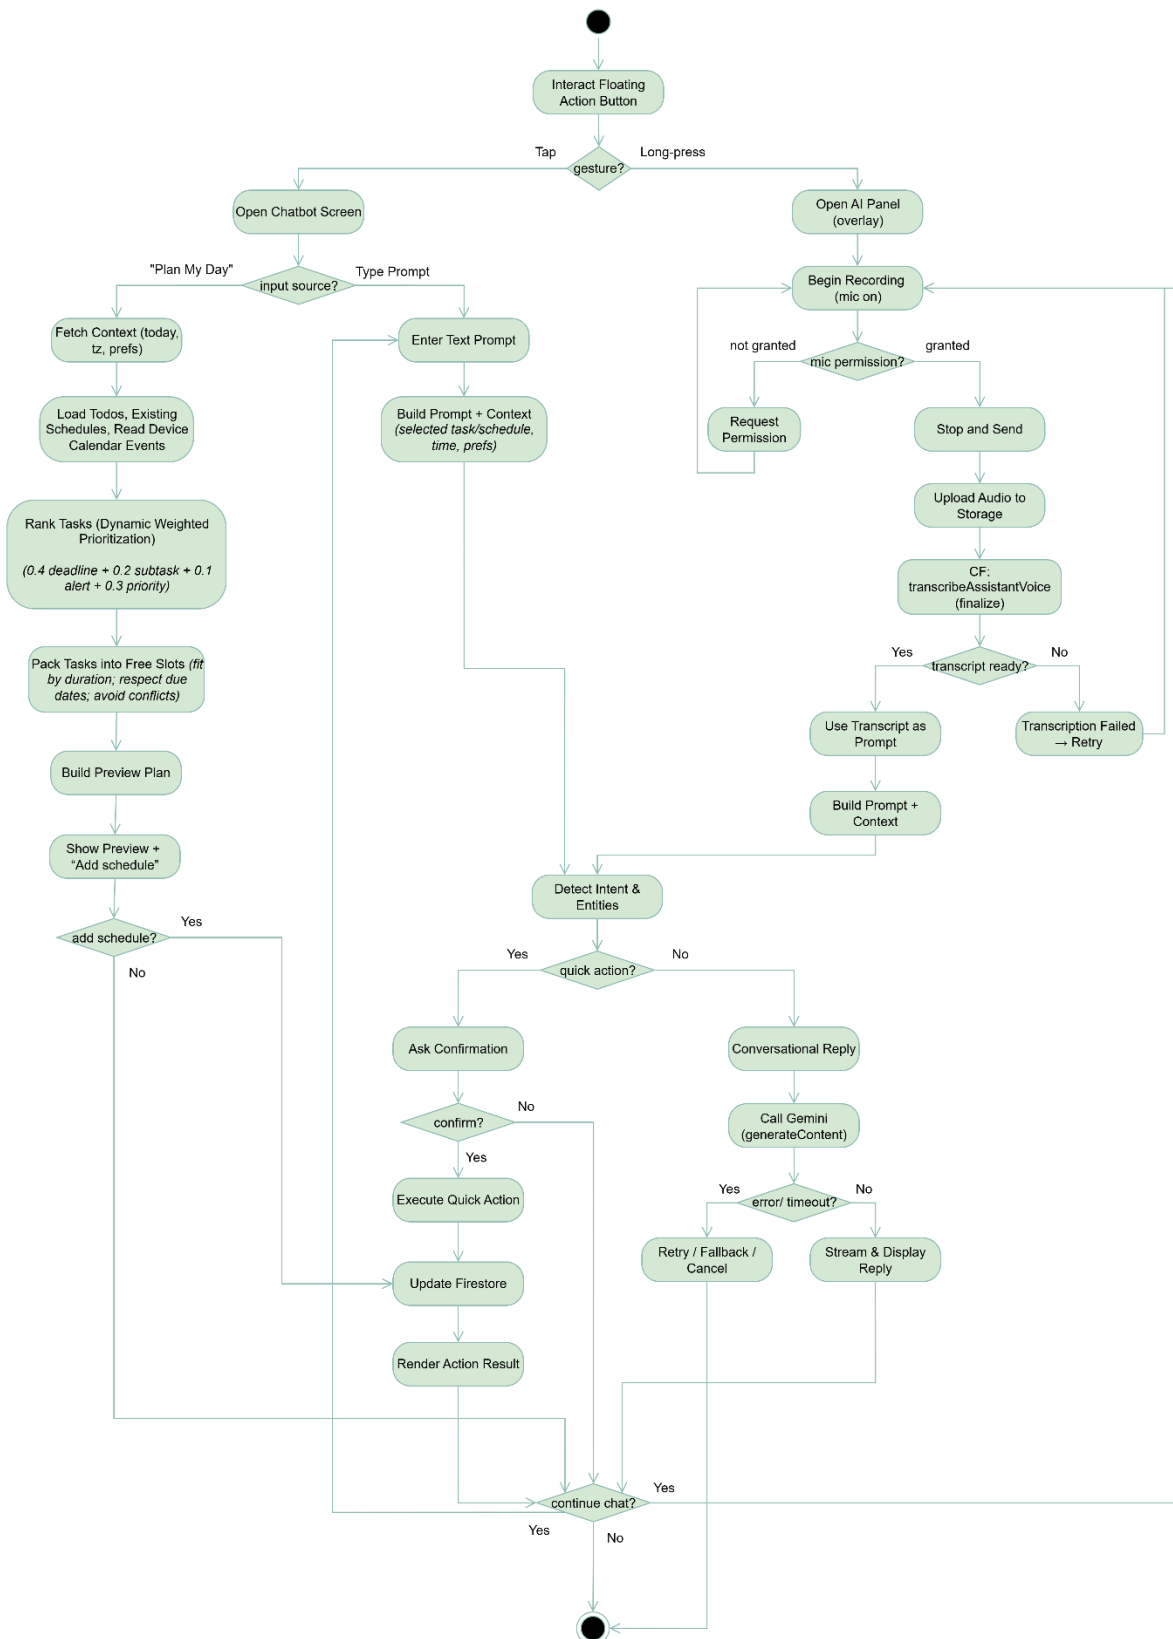 Interact Floating
Action Button
Tap
Long-press
gesture?
Open Chatbot Screen
Open AI Panel
(overlay)
"Plan My Day"
input source?
Type Prompt
Begin Recording
(mic on)
Fetch Context (today,
tz, prefs)
Enter Text Prompt
not granted
mic permission?
granted
Load Todos, Existing
Schedules, Read Device
Calendar Events
Build Prompt + Context
(selected task/schedule,
time, prefs)
Request
Permission
Stop and Send
Upload Audio to
Storage
Rank Tasks (Dynamic Weighted
Prioritization)
(0.4 deadline + 0.2 subtask + 0.1
alert + 0.3 priority)
CF:
transcribeAssistantVoice
(finalize)
Pack Tasks into Free Slots (fit
by duration; respect due
dates; avoid conflicts)
Yes
transcript ready?
No
Use Transcript as
Prompt
Transcription Failed
→ Retry
Build Preview Plan
Build Prompt +
Context
Show Preview +
“Add schedule”
Detect Intent &
Entities
add schedule?
Yes
No
Yes
quick action?
No
Ask Confirmation
Conversational Reply
confirm?
No
Yes
Call Gemini
(generateContent)
Execute Quick Action
Yes
error/ timeout?
No
Retry / Fallback /
Cancel
Stream & Display
Reply
Update Firestore
Render Action Result
continue chat?
Yes
Yes
No